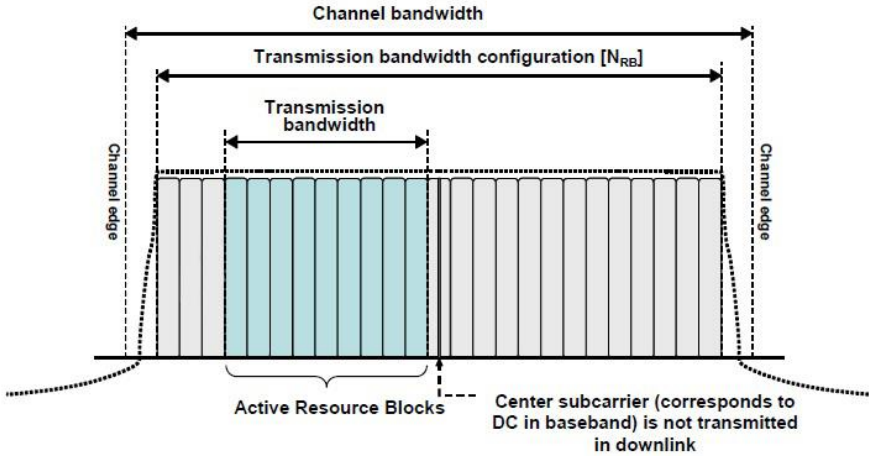 Channel bandwidth
Transmission bandwidth configuration [N_RB]
Transmission
bandwidth
Channel edge
Channel edge
Active Resource Blocks
Center subcarrier (corresponds to
DC in baseband) is not transmitted
in downlink